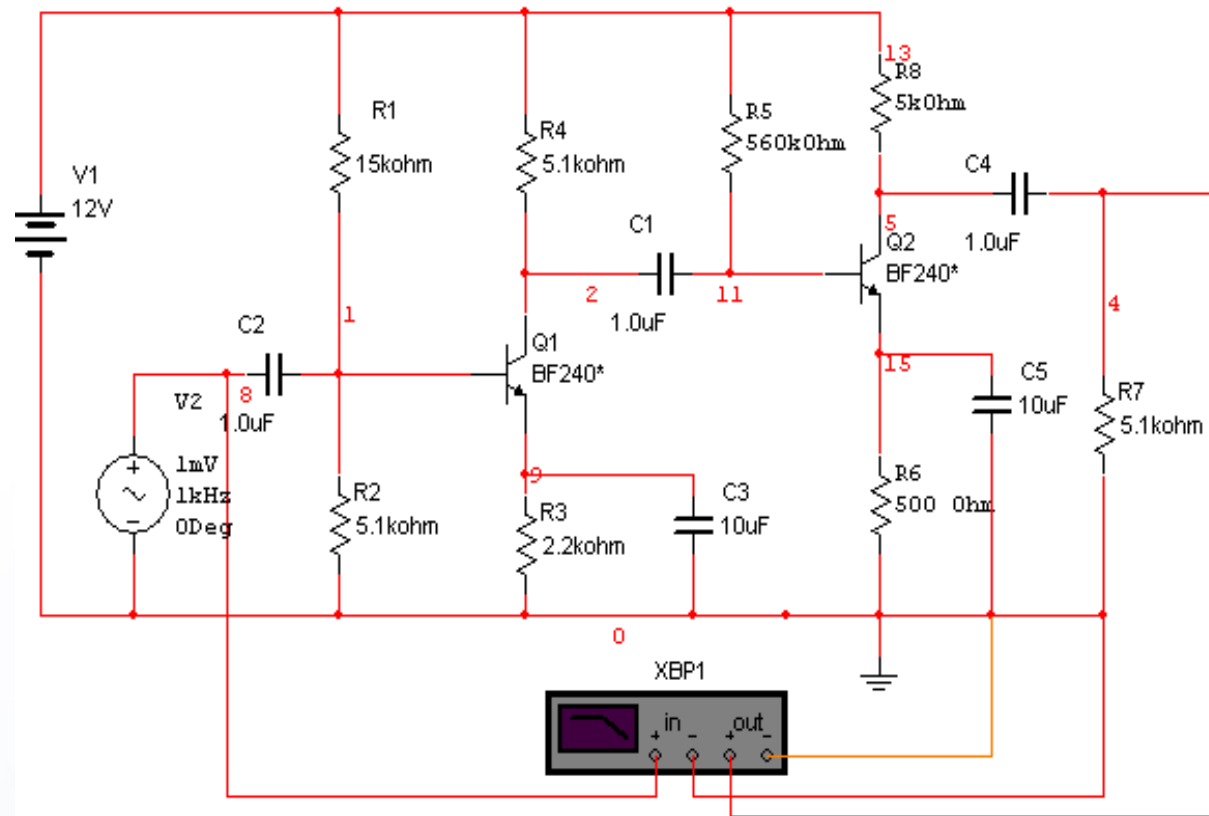 13
R8
5kOhm
R1
15kohm
R4
5.1kohm
R5
560kOhm
V1
12V
C4
1.0uF
C1
1.0uF
5
Q2
BF240*
2
11
1
4
C2
1.0uF
Q1
BF240*
15
C5
10uF
R7
5.1kohm
8
V2
1mV
1kHz
0Deg
+
−
R2
5.1kohm
9
R3
2.2kohm
C3
10uF
R6
500 Ohm
0
XBP1
in
out
+ − + −